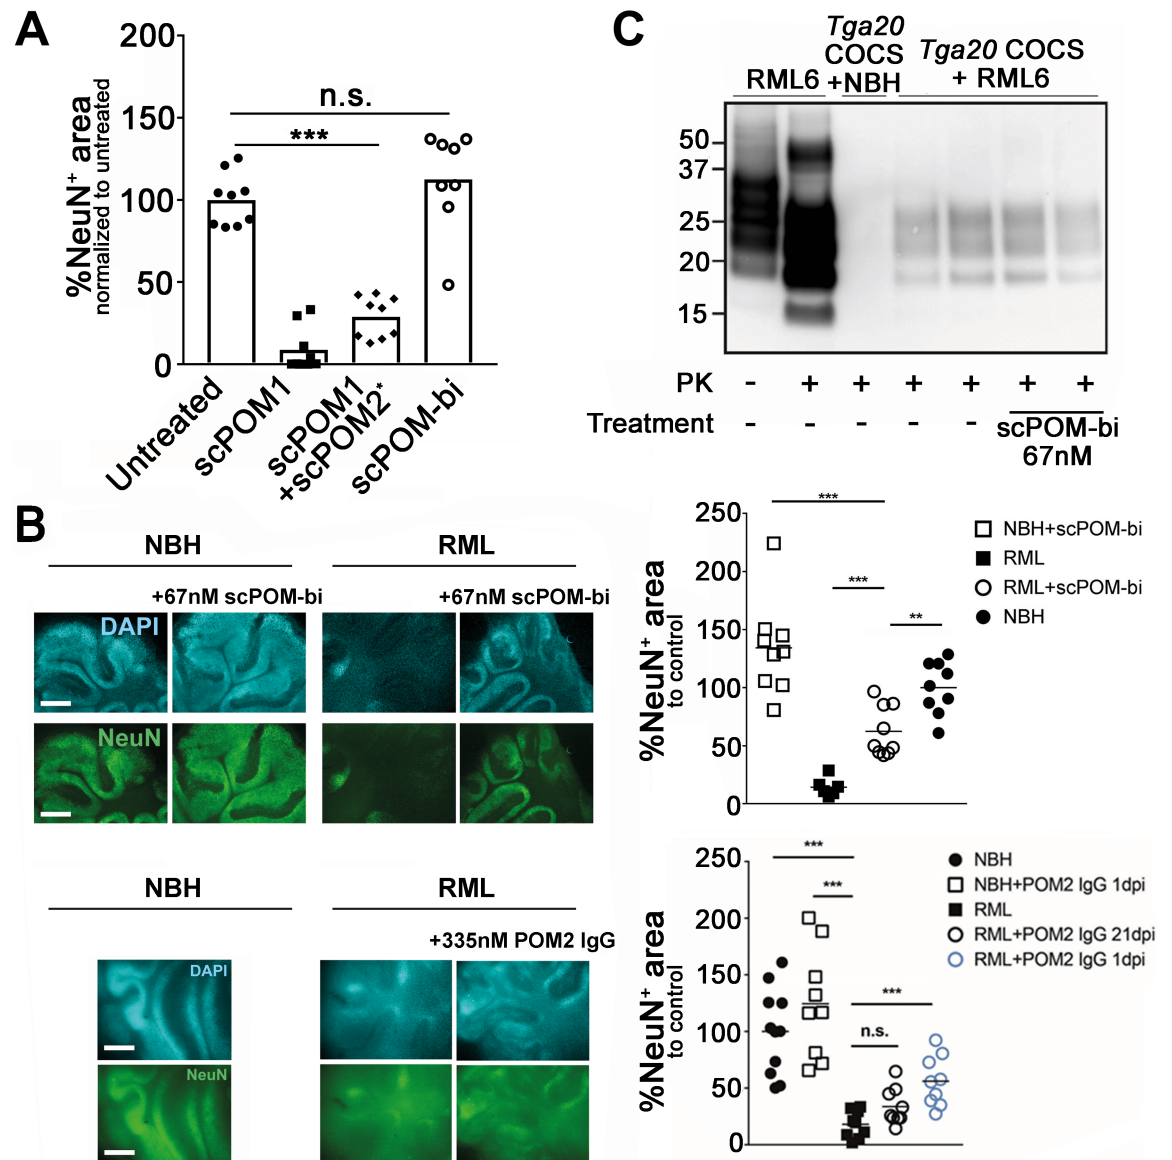 A
200
150
100
50
0
%NeuN+ area
normalized to untreated
n.s.
***
Untreated
scPOM1
scPOM1
+scPOM2*
scPOM-bi
C
RML6
Tga20
COCS
+NBH
Tga20 COCS
+ RML6
50
37
25
20
15
PK - + + + + + +
Treatment - - - - -
scPOM-bi
67nM
B
NBH
RML
+67nM scPOM-bi
+67nM scPOM-bi
DAPI
NeuN
250
200
150
100
50
0
%NeuN+ area
to control
***
***
**
NBH+scPOM-bi
RML
RML+scPOM-bi
NBH
NBH
RML
+335nM POM2 IgG
DAPI
NeuN
250
200
150
100
50
0
%NeuN+ area
to control
***
***
***
n.s.
NBH
NBH+POM2 IgG 1dpi
RML
RML+POM2 IgG 21dpi
RML+POM2 IgG 1dpi